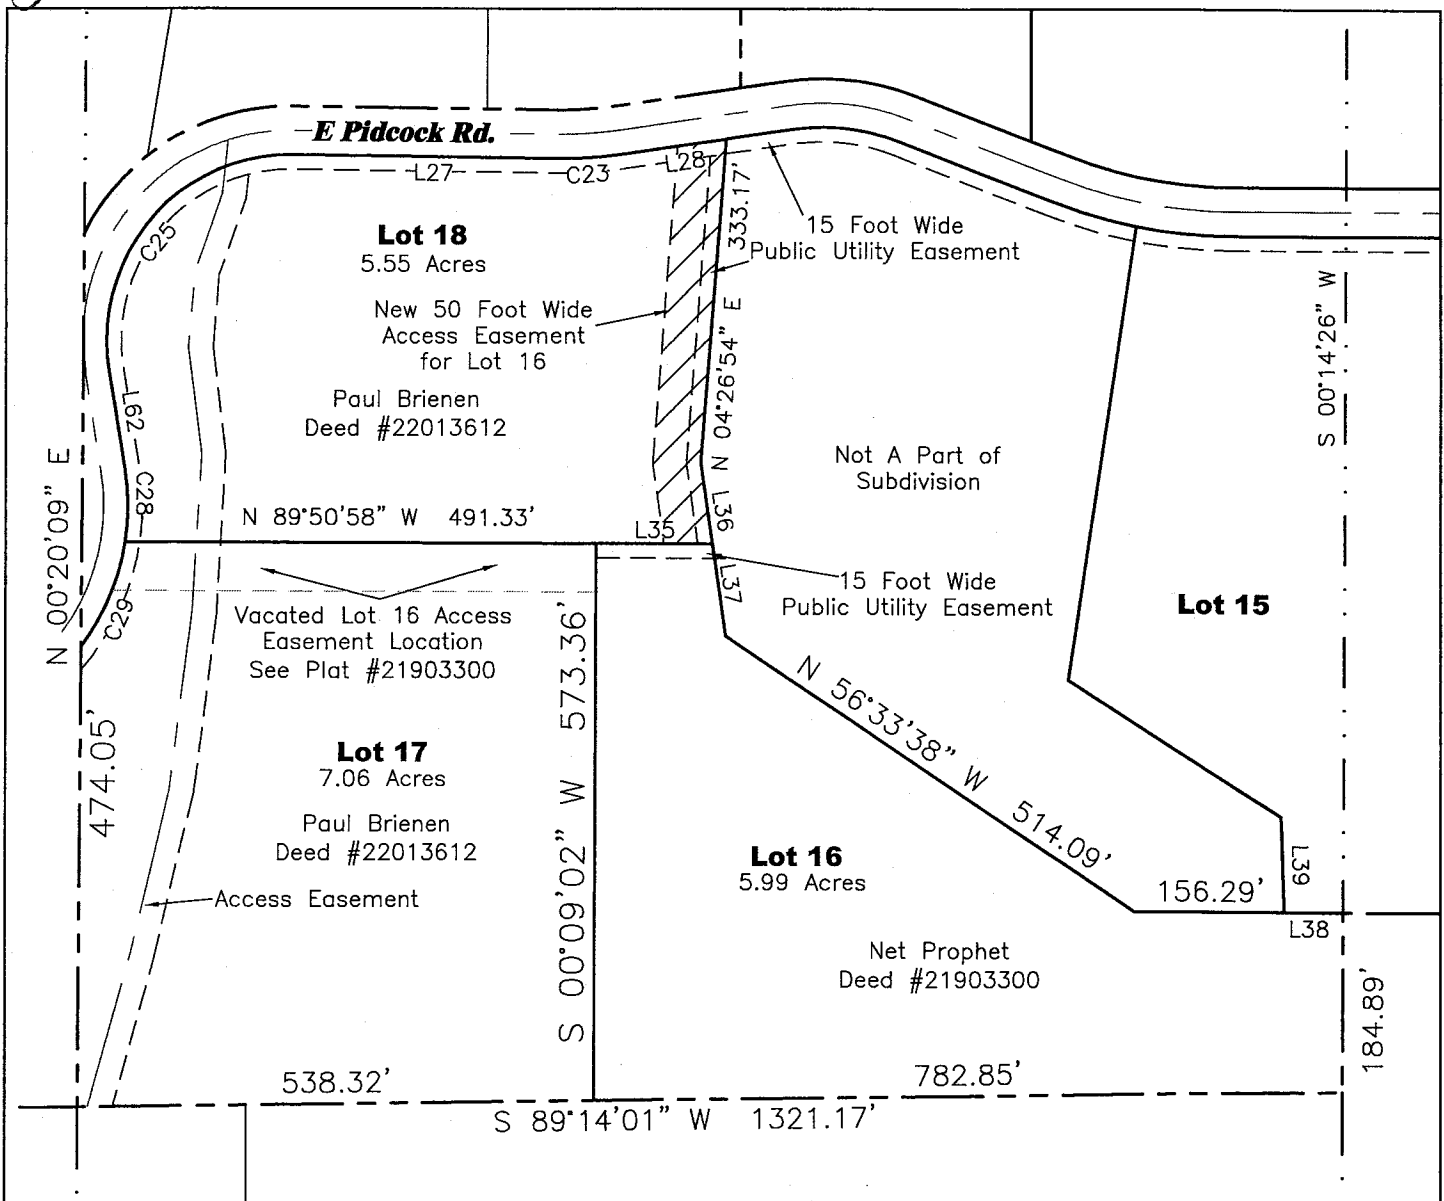 E Pidcock Rd.
L27
C23
L28
C25
Lot 18
5.55 Acres
333.17'
15 Foot Wide
Public Utility Easement
New 50 Foot Wide
Access Easement
for Lot 16
N 04°26'54" E
S 00°14'26" W
Paul Brienen
Deed #22013612
L62
C28
Not A Part of
Subdivision
N 00°20'09" E
N 89°50'58" W 491.33'
L35
L36
L37
C29
15 Foot Wide
Public Utility Easement
Lot 15
Vacated Lot 16 Access
Easement Location
See Plat #21903300
S 00°09'02" W 573.36'
N 56°33'38" W 514.09'
474.05'
Lot 17
7.06 Acres
Paul Brienen
Deed #22013612
Access Easement
Lot 16
5.99 Acres
156.29'
L39
L38
Net Prophet
Deed #21903300
184.89'
538.32'
782.85'
S 89°14'01" W 1321.17'